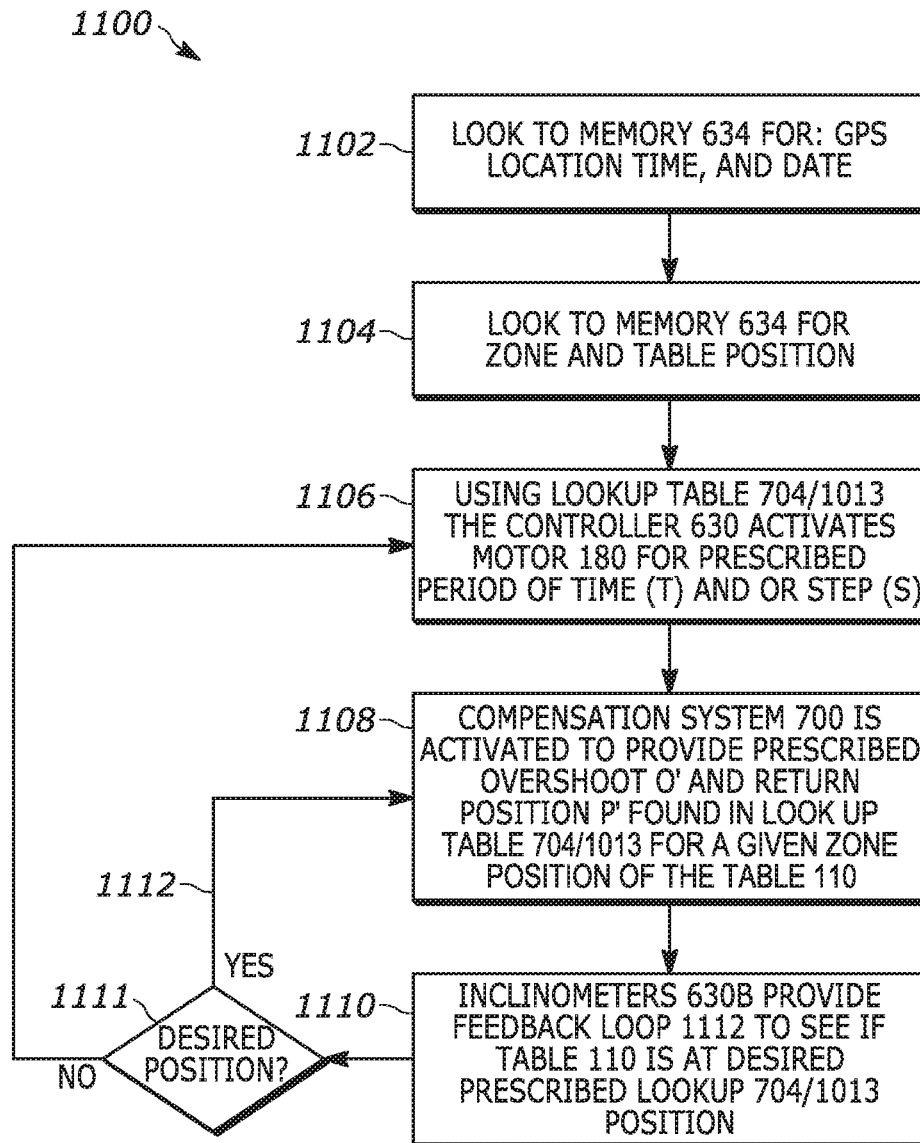 1100
1102
LOOK TO MEMORY 634 FOR: GPS
LOCATION TIME, AND DATE
1104
LOOK TO MEMORY 634 FOR
ZONE AND TABLE POSITION
1106
USING LOOKUP TABLE 704/1013
THE CONTROLLER 630 ACTIVATES
MOTOR 180 FOR PRESCRIBED
PERIOD OF TIME (T) AND OR STEP (S)
1108
COMPENSATION SYSTEM 700 IS
ACTIVATED TO PROVIDE PRESCRIBED
OVERSHOOT O' AND RETURN
POSITION P' FOUND IN LOOK UP
TABLE 704/1013 FOR A GIVEN ZONE
POSITION OF THE TABLE 110
1112
YES
1111
DESIRED
POSITION?
NO
1110
INCLINOMETERS 630B PROVIDE
FEEDBACK LOOP 1112 TO SEE IF
TABLE 110 IS AT DESIRED
PRESCRIBED LOOKUP 704/1013
POSITION